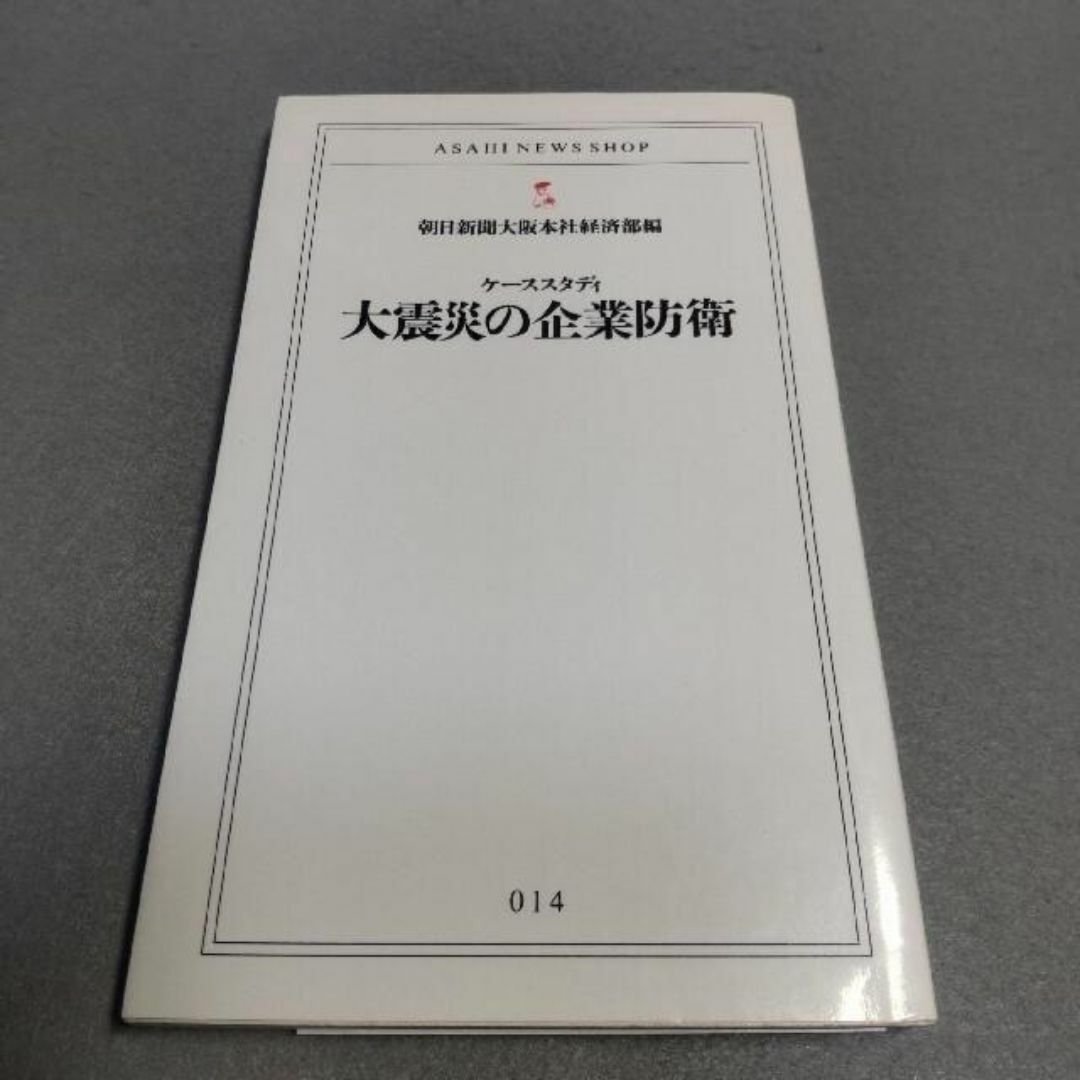 ASAHI NEWS SHOP
朝日新聞大阪本社経済部編
ケーススタディ
大震災の企業防衛
014